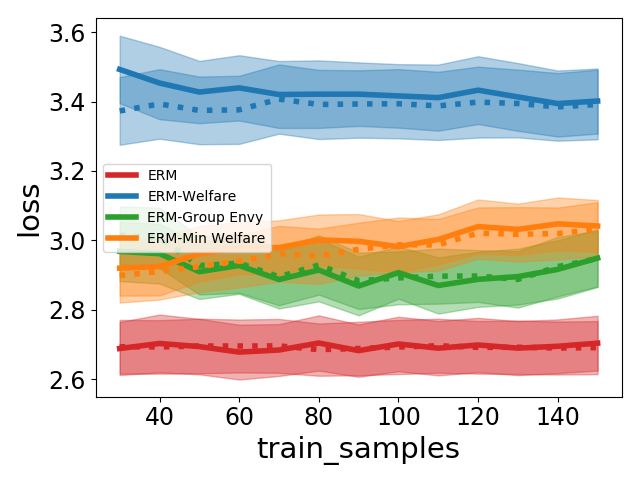 3.6
3.4
3.2
3.0
2.8
2.6
loss
ERM
ERM-Welfare
ERM-Group Envy
ERM-Min Welfare
40 60 80 100 120 140
train_samples